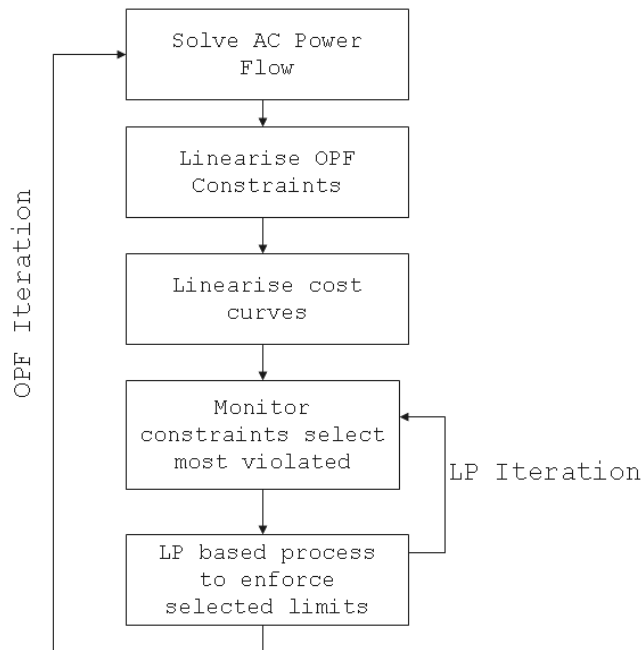 Solve AC Power
Flow
Linearise OPF
Constraints
Linearise cost
curves
Monitor
constraints select
most violated
LP based process
to enforce
selected limits
OPF Iteration
LP Iteration